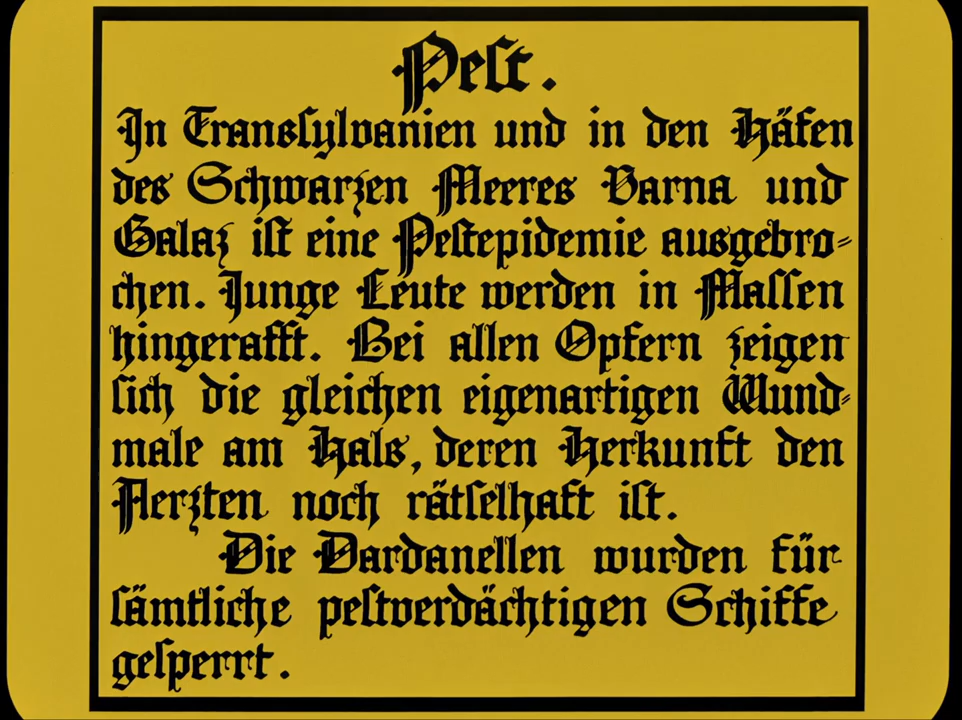 Pest.
In Transsylvanien und in den Häfen
des Schwarzen Meeres Varna und
Galaz ist eine Pestepidemie ausgebro⸗
chen. Junge Leute werden in Massen
hingerafft. Bei allen Opfern zeigen
sich die gleichen eigenartigen Wund⸗
male am Hals, deren Herkunft den
Aerzten noch rätselhaft ist.
Die Dardanellen wurden für
sämtliche pestverdächtigen Schiffe
gesperrt.